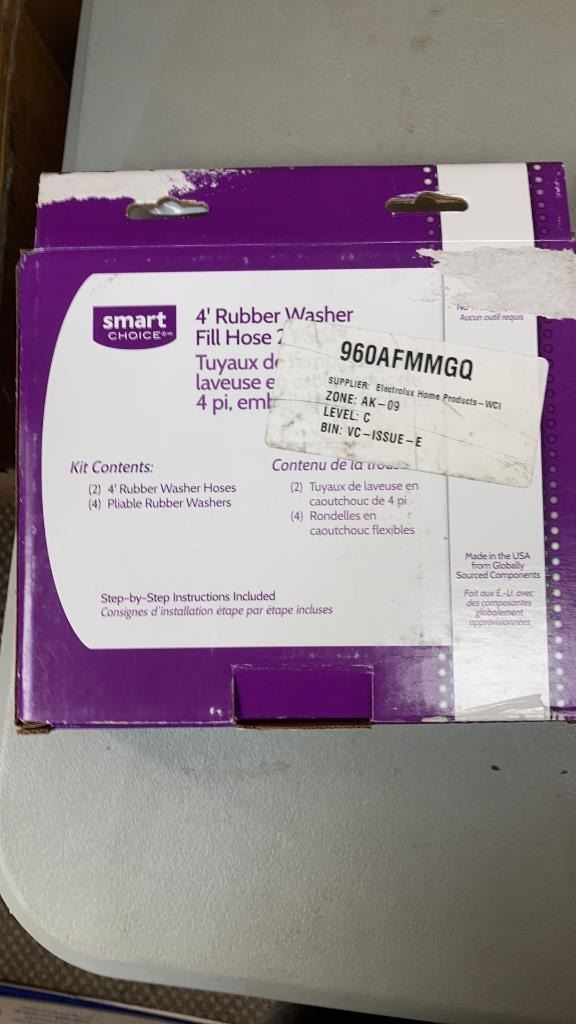 smart
CHOICE
4' Rubber Washer
Fill Hose 2
Tuyaux de
laveuse
4 pi,
Aucun outil requis
960AFMMGQ
SUPPLIER: Electrolux Home Products-WCI
ZONE: AK-09
LEVEL: C
BIN: VC-ISSUE-E
Kit Contents:
(2) 4' Rubber Washer Hoses
(4) Pliable Rubber Washers
Contenu de la
(2) Tuyaux de laveuse en
caoutchouc de 4 pi
(4) Rondelles en
caoutchouc flexibles
Step-by-Step Instructions Included
Consignes d'installation étape par étape incluses
Made in the USA
from Globally
Sourced Components
Fait aux É.-U. avec
des composantes
globalement
approvisionnées